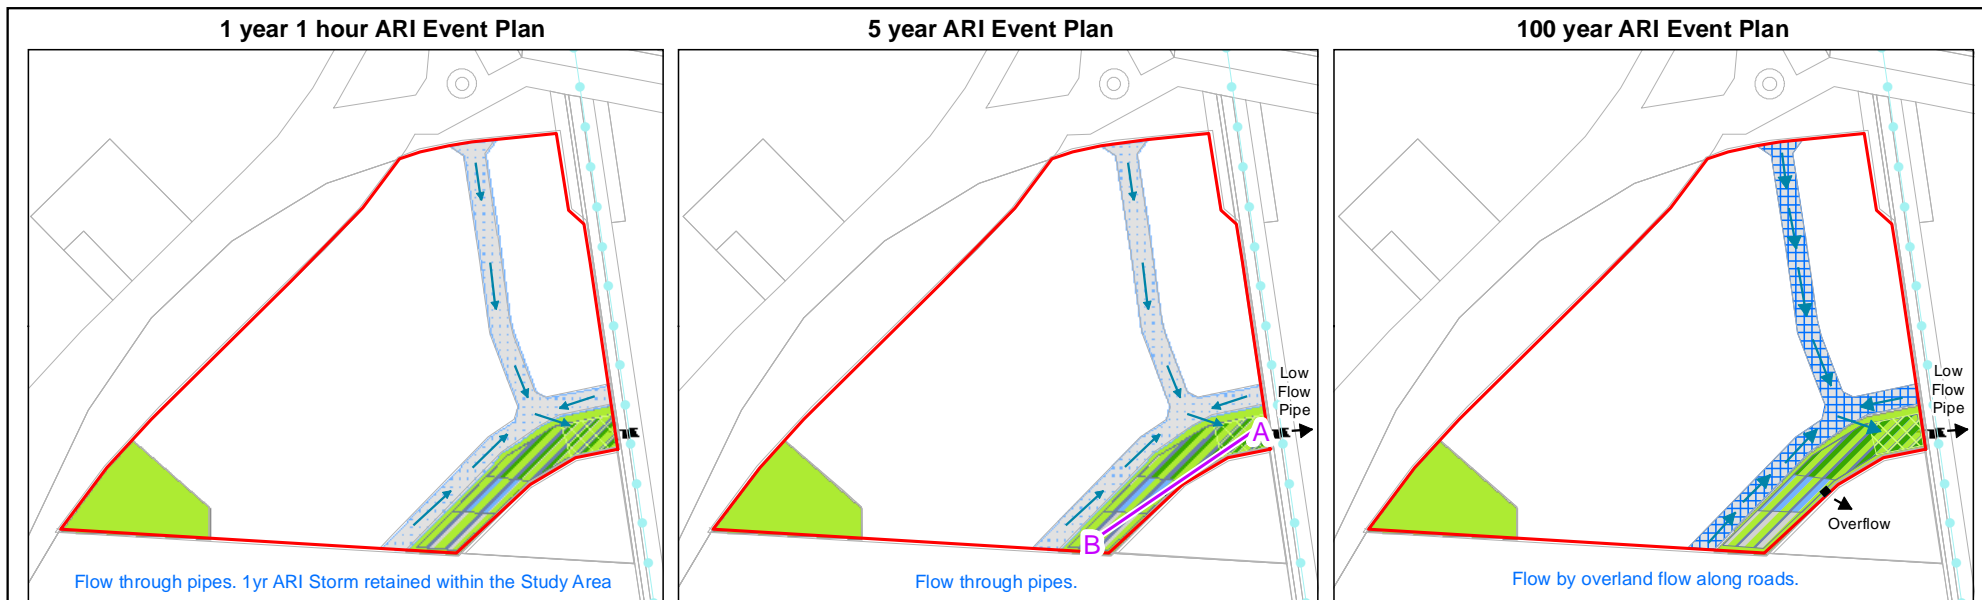 1 year 1 hour ARI Event Plan
5 year ARI Event Plan
100 year ARI Event Plan
Low
Flow
Pipe
A
B
Low
Flow
Pipe
Overflow
Flow through pipes. 1yr ARI Storm retained within the Study Area
Flow through pipes.
Flow by overland flow along roads.